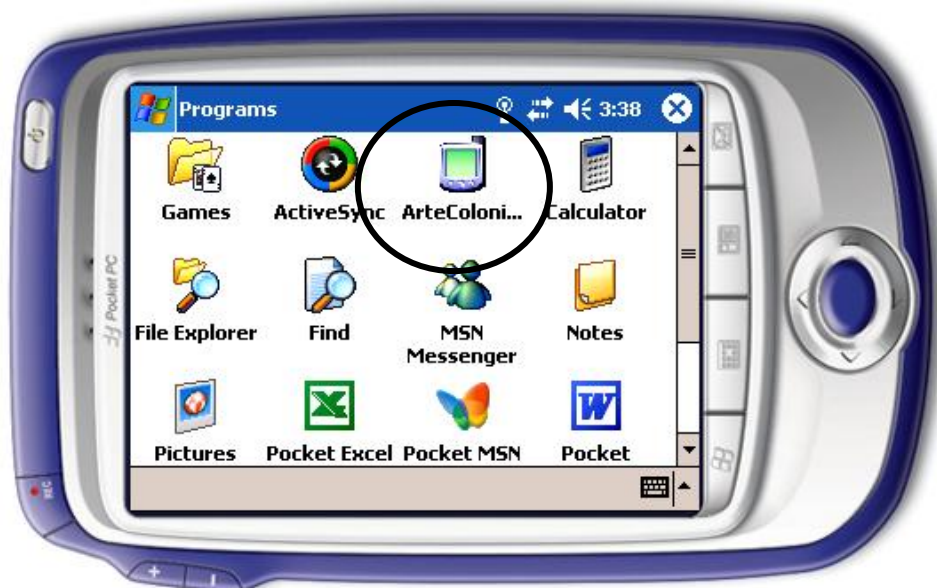 Programs 3:38
Games ActiveSync ArteColoni... Calculator
File Explorer Find MSN Notes
Messenger
Pictures Pocket Excel Pocket MSN Pocket
Pocket PC
REC